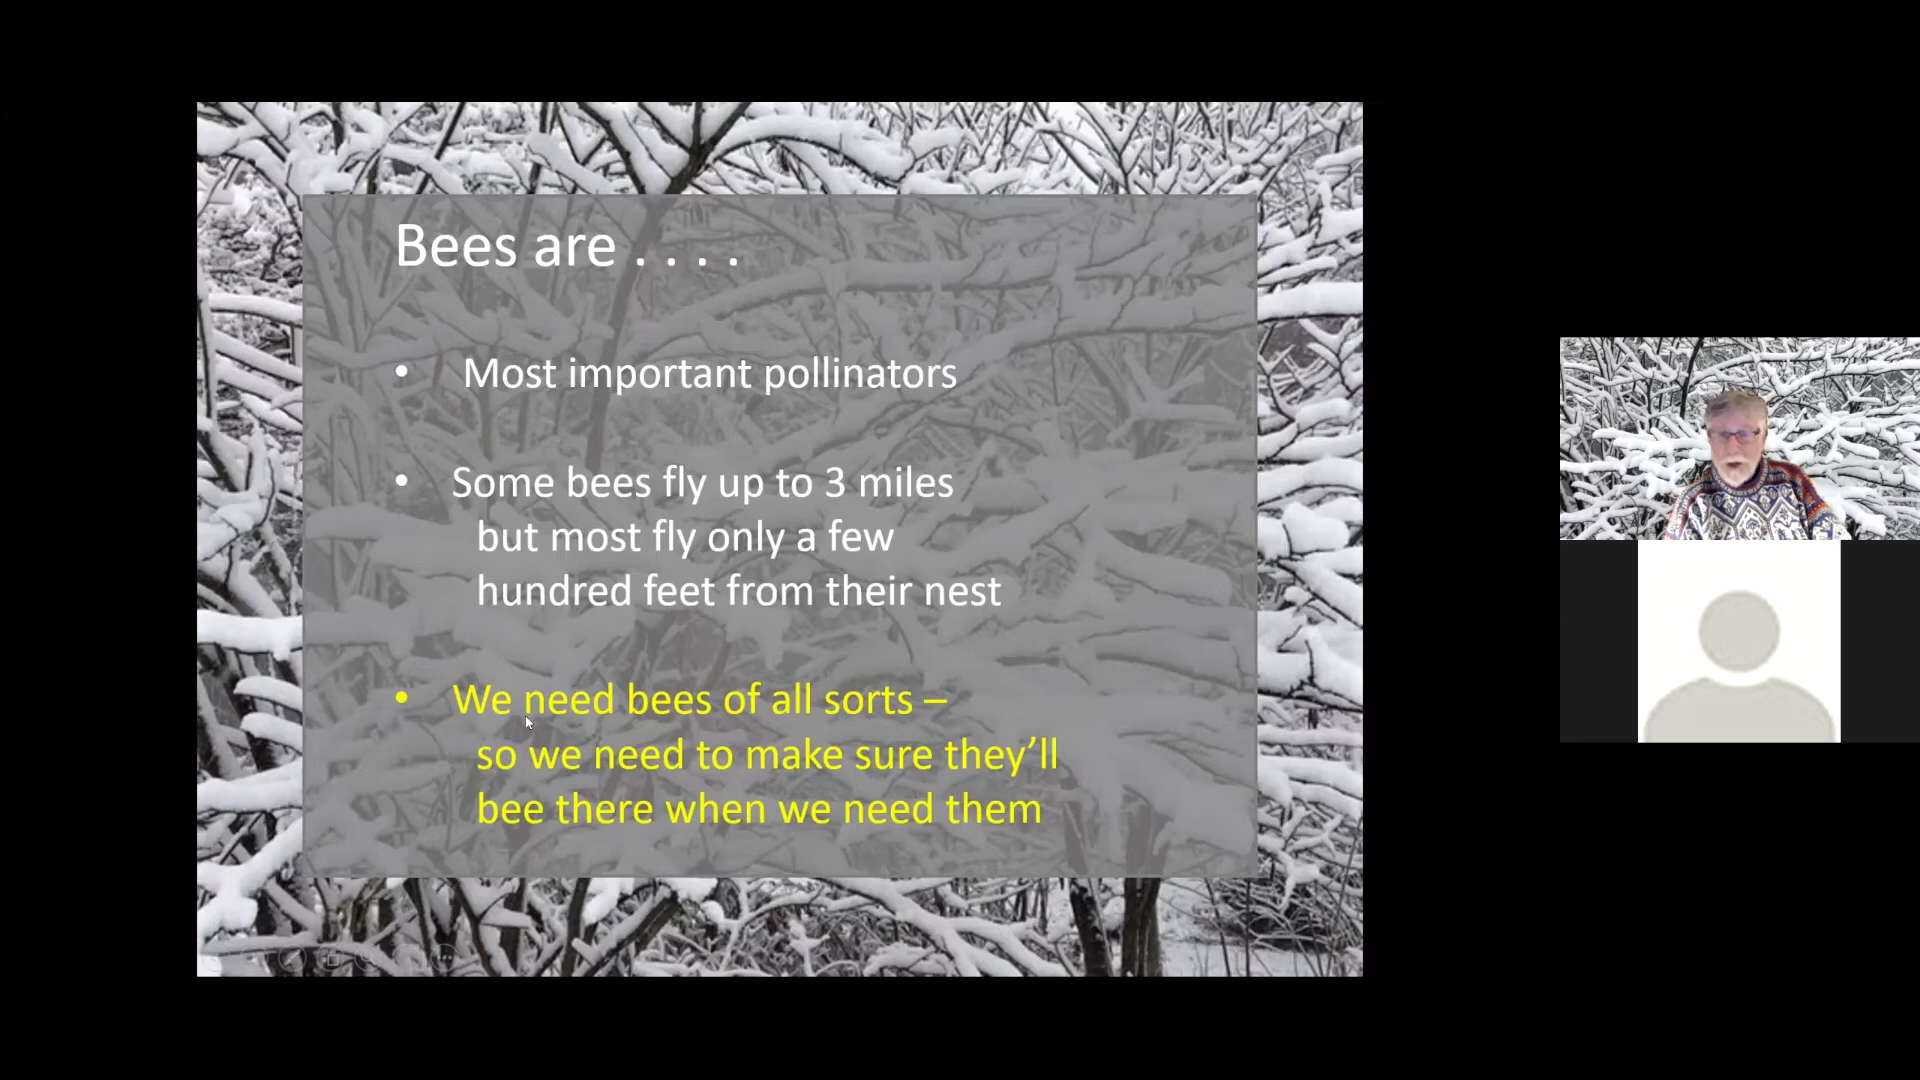 Bees are . . . .
• Most important pollinators
• Some bees fly up to 3 miles
but most fly only a few
hundred feet from their nest
• We need bees of all sorts –
so we need to make sure they’ll
bee there when we need them